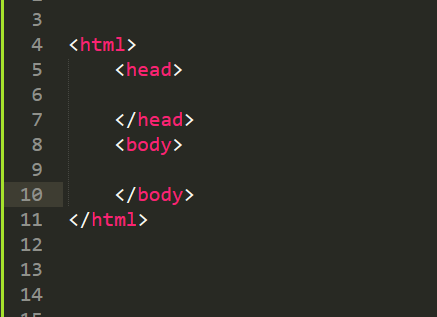 3
4 <html>
5 <head>
6
7 </head>
8 <body>
9
10 </body>
11 </html>
12
13
14